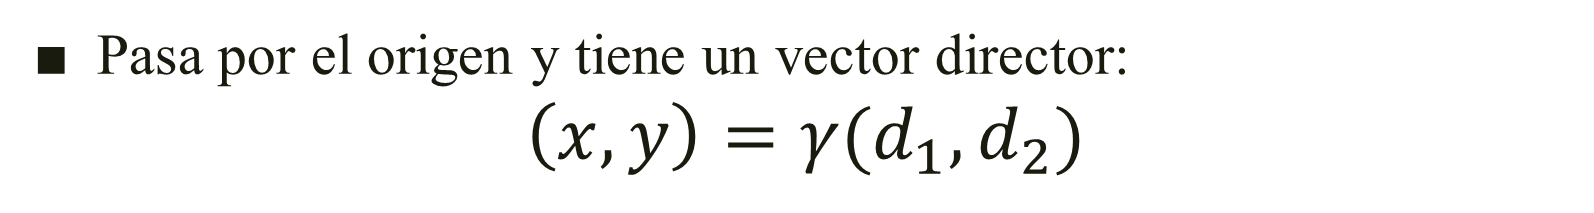 ■ Pasa por el origen y tiene un vector director:
(x, y) = γ(d₁, d₂)